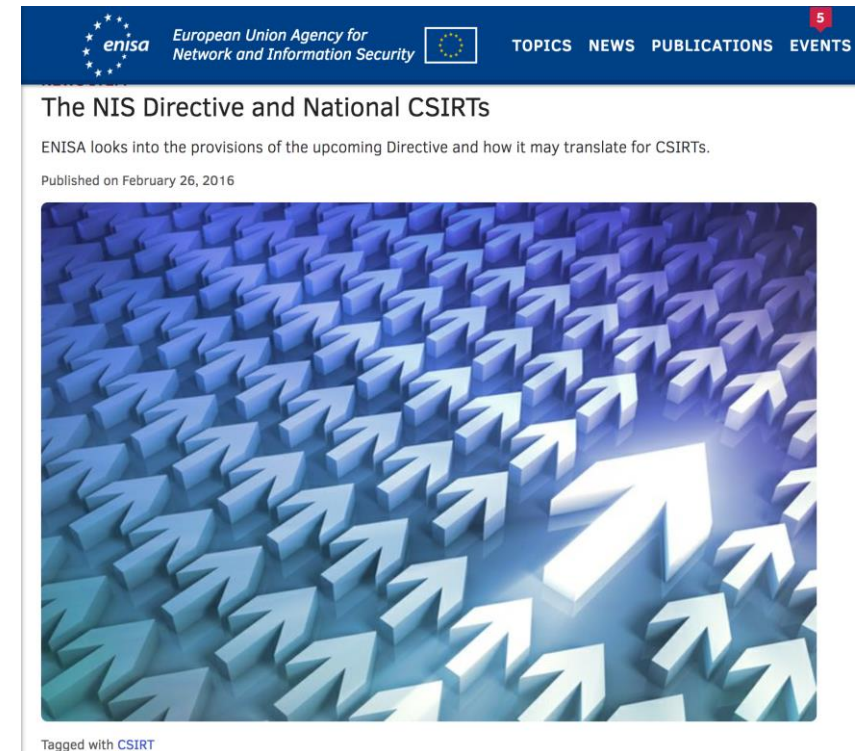 enisa
European Union Agency for
Network and Information Security
TOPICS NEWS PUBLICATIONS EVENTS
5
The NIS Directive and National CSIRTs
ENISA looks into the provisions of the upcoming Directive and how it may translate for CSIRTs.
Published on February 26, 2016
Tagged with CSIRT